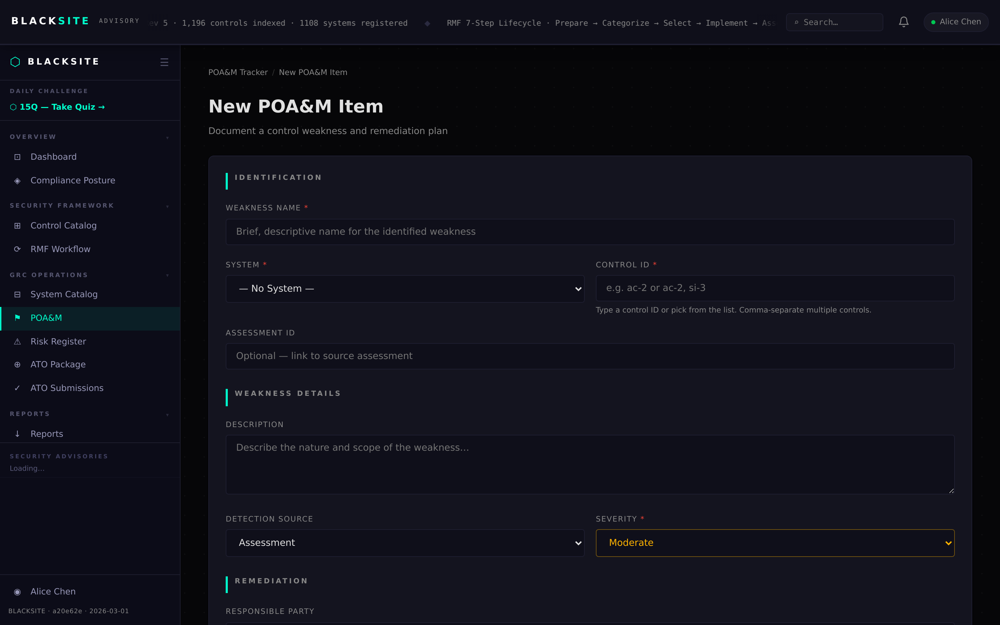 BLACKSITE ADVISORY
5 · 1,196 controls indexed · 1108 systems registered ◆ RMF 7-Step Lifecycle · Prepare → Categorize → Select → Implement →
Search…
Alice Chen
BLACKSITE
DAILY CHALLENGE
15Q — Take Quiz →
OVERVIEW
Dashboard
Compliance Posture
SECURITY FRAMEWORK
Control Catalog
RMF Workflow
GRC OPERATIONS
System Catalog
POA&M
Risk Register
ATO Package
ATO Submissions
REPORTS
Reports
SECURITY ADVISORIES
Loading…
Alice Chen
BLACKSITE · a20e62e · 2026-03-01
POA&M Tracker / New POA&M Item
New POA&M Item
Document a control weakness and remediation plan
IDENTIFICATION
WEAKNESS NAME *
Brief, descriptive name for the identified weakness
SYSTEM *
— No System —
CONTROL ID *
e.g. ac-2 or ac-2, si-3
Type a control ID or pick from the list. Comma-separate multiple controls.
ASSESSMENT ID
Optional — link to source assessment
WEAKNESS DETAILS
DESCRIPTION
Describe the nature and scope of the weakness…
DETECTION SOURCE
Assessment
SEVERITY *
Moderate
REMEDIATION
RESPONSIBLE PARTY